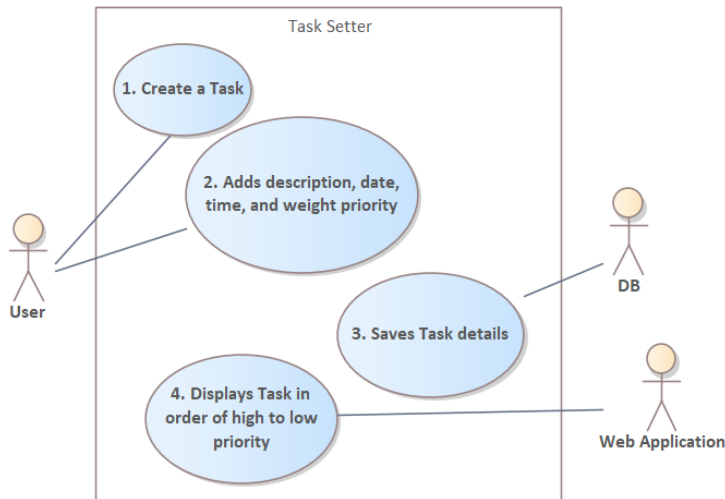 Task Setter
1. Create a Task
2. Adds description, date,
time, and weight priority
User
DB
3. Saves Task details
4. Displays Task in
order of high to low
priority
Web Application